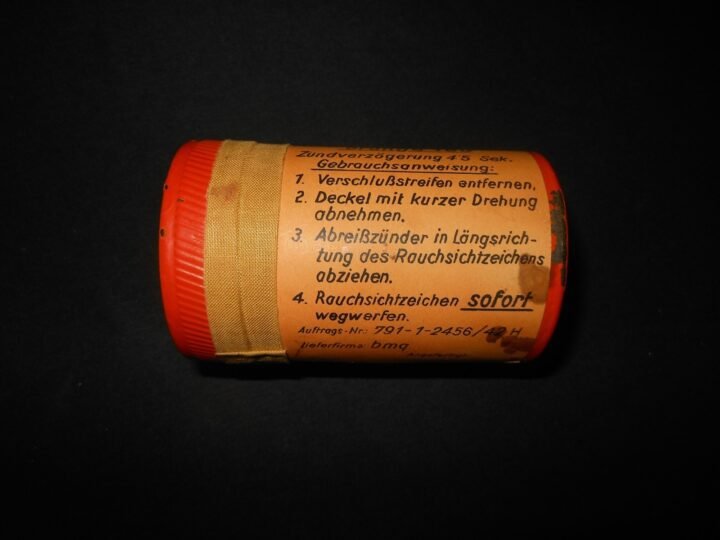 Zündverzögerung 4,5 Sek.
Gebrauchsanweisung:
1. Verschlußstreifen entfernen.
2. Deckel mit kurzer Drehung
abnehmen.
3. Abreißzünder in Längsrich-
tung des Rauchsichtzeichens
abziehen.
4. Rauchsichtzeichen sofort
wegwerfen.
Auftrags-Nr.: 791-1-2456/42 H
Lieferfirma: bmq